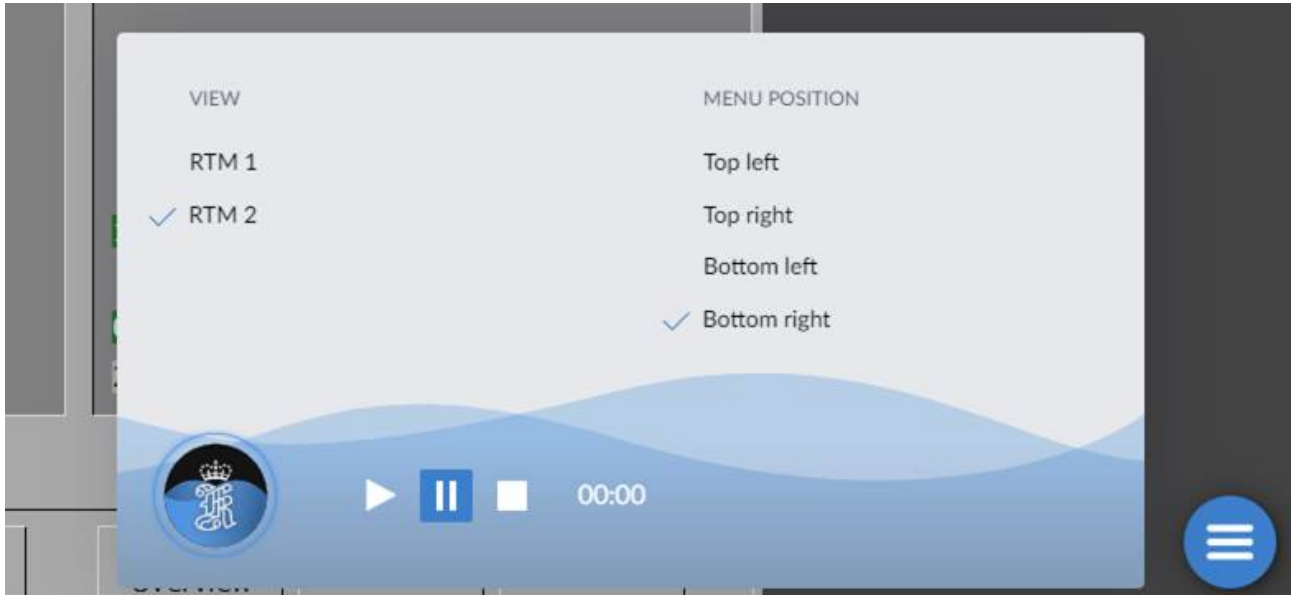 VIEW
RTM 1
RTM 2
MENU POSITION
Top left
Top right
Bottom left
Bottom right
00:00